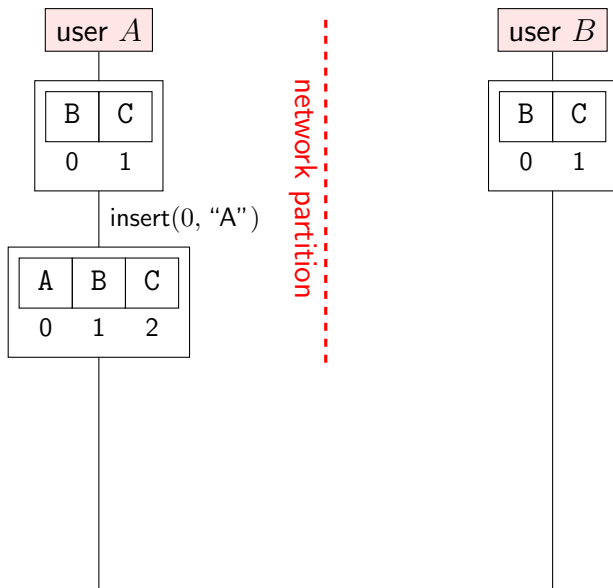 user A
user B
B C
0 1
B C
0 1
network partition
insert(0, “A”)
A B C
0 1 2